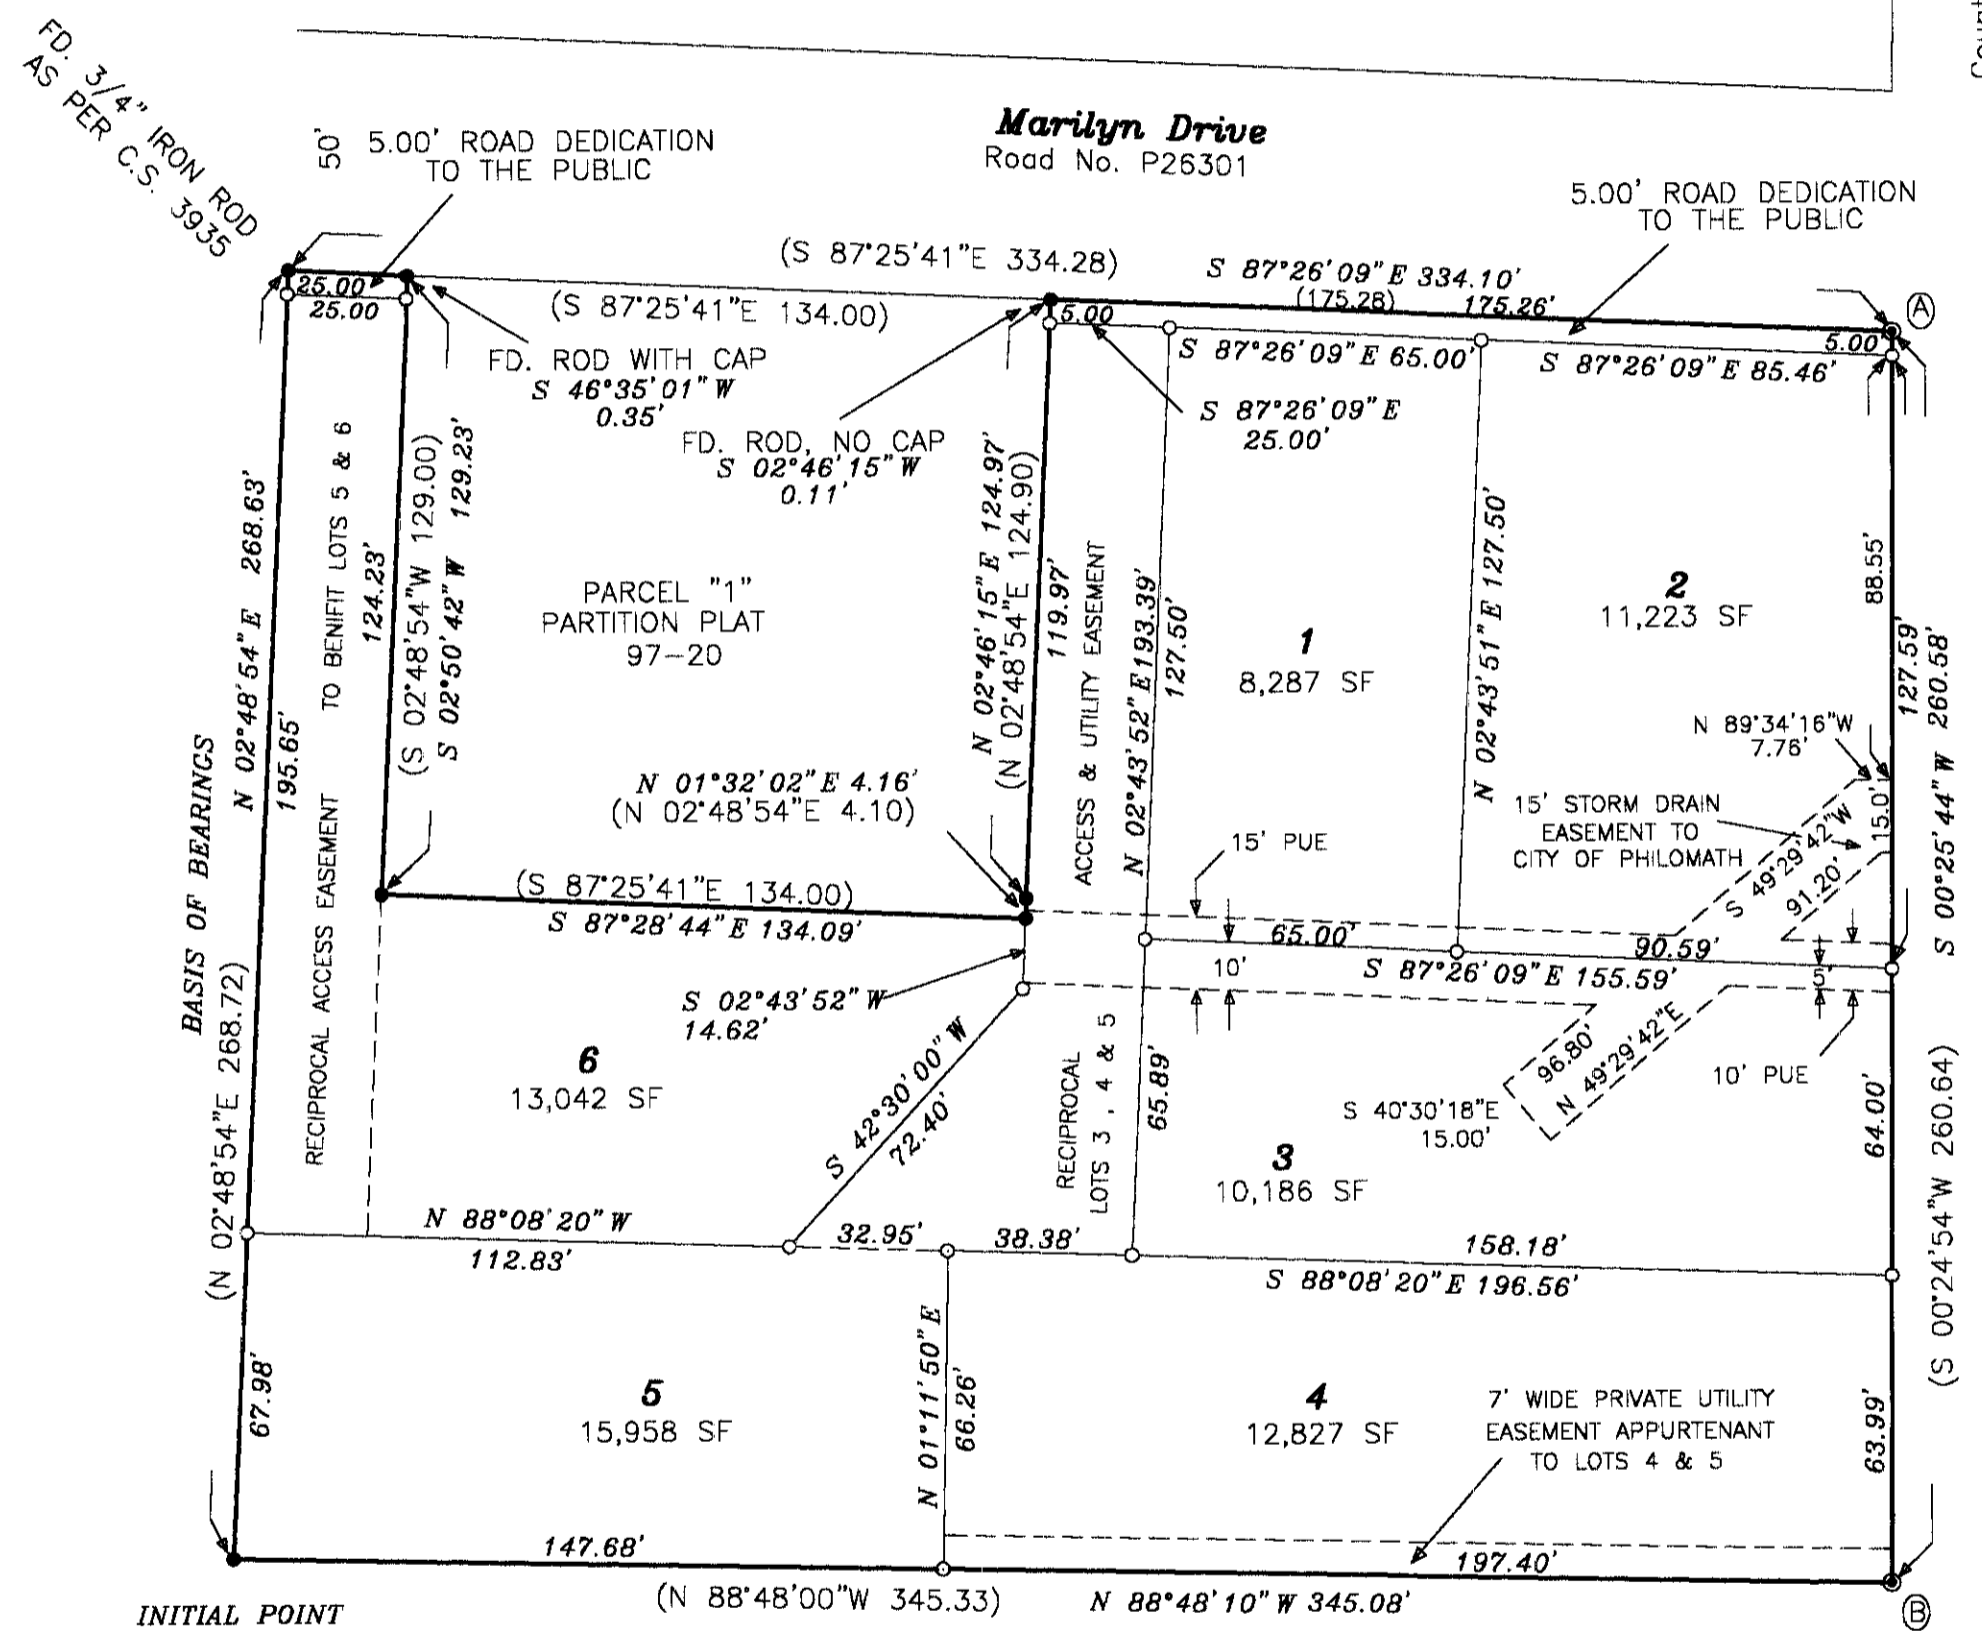 Count
FD. 3/4" IRON ROD
AS PER C.S. 3935
50'
5.00' ROAD DEDICATION
TO THE PUBLIC
Marilyn Drive
Road No. P26301
5.00' ROAD DEDICATION
TO THE PUBLIC
(S 87°25'41"E 334.28)
S 87°26'09"E 334.10'
(175.28)
175.26'
A
25.00
25.00
(S 87°25'41"E 134.00)
5.00
5.00'
S 87°26'09"E 65.00'
S 87°26'09"E 85.46'
FD. ROD WITH CAP
S 46°35'01"W
0.35'
FD. ROD, NO CAP
S 02°46'15"W
0.11'
S 87°26'09"E
25.00'
N 02°48'54"E 268.63'
195.65'
BASIS OF BEARINGS
(N 02°48'54"E 268.72)
RECIPROCAL ACCESS EASEMENT TO BENIFIT LOTS 5 & 6
124.23'
(S 02°48'54"W 129.00)
S 02°50'42"W 129.23'
PARCEL "1"
PARTITION PLAT
97-20
N 02°46'15"E 124.97'
(N 02°48'54"E 124.90)
119.97'
ACCESS & UTILITY EASEMENT
N 02°43'52"E 193.39'
127.50'
1
8,287 SF
N 02°43'51"E 127.50'
2
11,223 SF
88.55'
127.59'
S 00°25'44"W 260.58'
N 89°34'16"W
7.76'
15' STORM DRAIN
EASEMENT TO
CITY OF PHILOMATH
S 49°29'42"W
91.20'
15.0'
N 01°32'02"E 4.16'
(N 02°48'54"E 4.10)
15' PUE
(S 87°25'41"E 134.00)
S 87°28'44"E 134.09'
65.00'
90.59'
10'
S 87°26'09"E 155.59'
5'
S 02°43'52"W
14.62'
6
13,042 SF
S 42°30'00"W
72.40'
RECIPROCAL
LOTS 3, 4 & 5
65.89'
96.80'
N 49°29'42"E
S 40°30'18"E
15.00'
10' PUE
64.00'
(S 00°24'54"W 260.64)
3
10,186 SF
N 88°08'20"W
112.83'
32.95'
38.38'
158.18'
S 88°08'20"E 196.56'
67.98'
5
15,958 SF
N 01°11'50"E
66.26'
4
12,827 SF
7' WIDE PRIVATE UTILITY
EASEMENT APPURTENANT
TO LOTS 4 & 5
63.99'
147.68'
197.40'
(N 88°48'00"W 345.33)
N 88°48'10"W 345.08'
INITIAL POINT
B